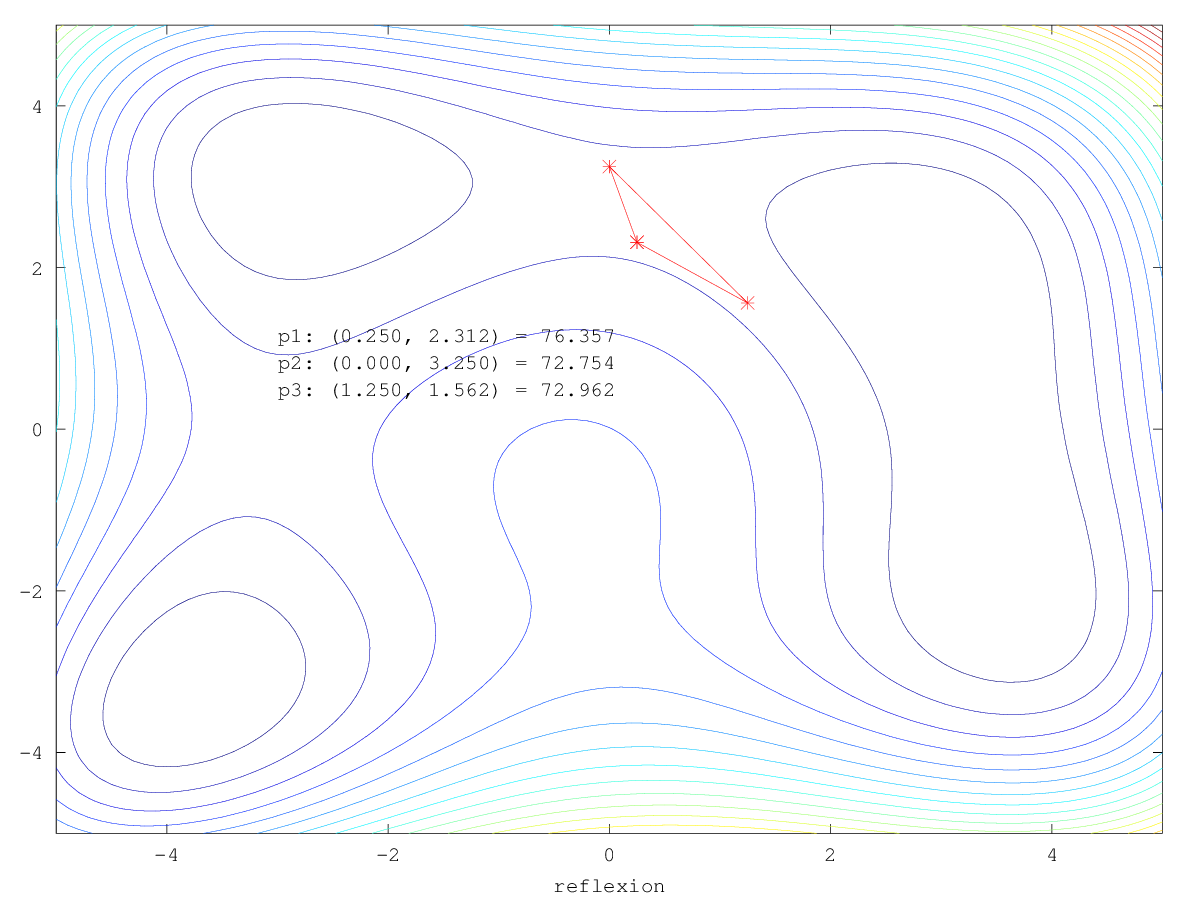 4
2
p1: (0.250, 2.312) = 76.357
p2: (0.000, 3.250) = 72.754
p3: (1.250, 1.562) = 72.962
0
−2
−4
−4 −2 0 2 4
reflexion